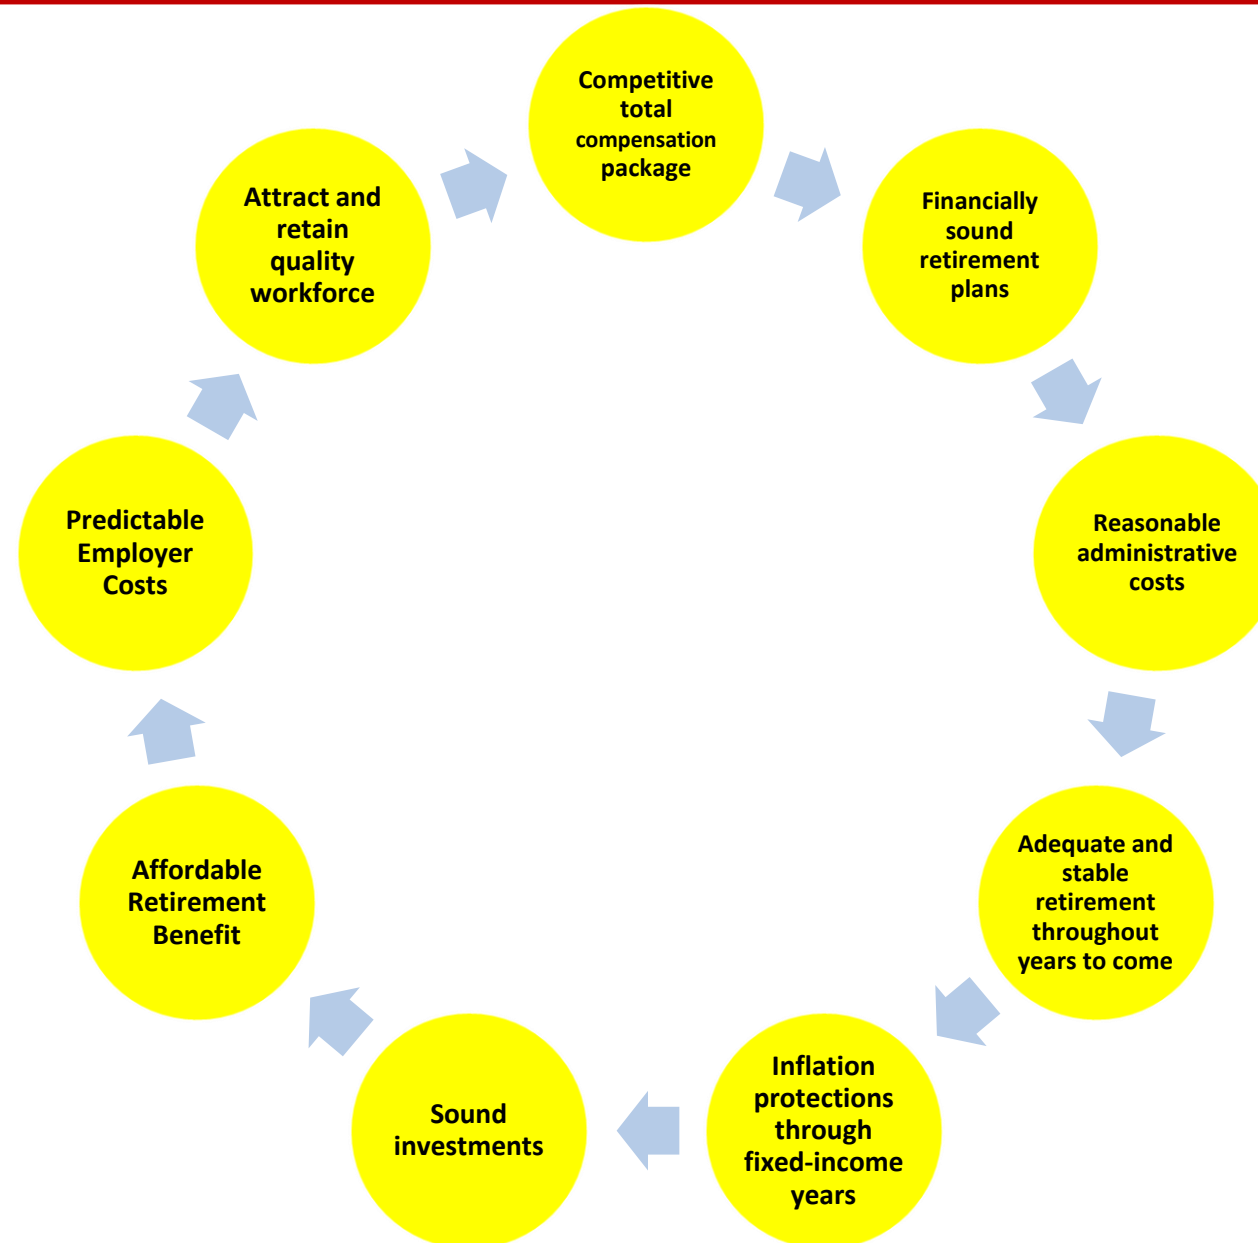 Competitive
total
compensation
package
Financially
sound
retirement
plans
Reasonable
administrative
costs
Adequate and
stable
retirement
throughout
years to come
Inflation
protections
through
fixed-income
years
Sound
investments
Affordable
Retirement
Benefit
Predictable
Employer
Costs
Attract and
retain
quality
workforce